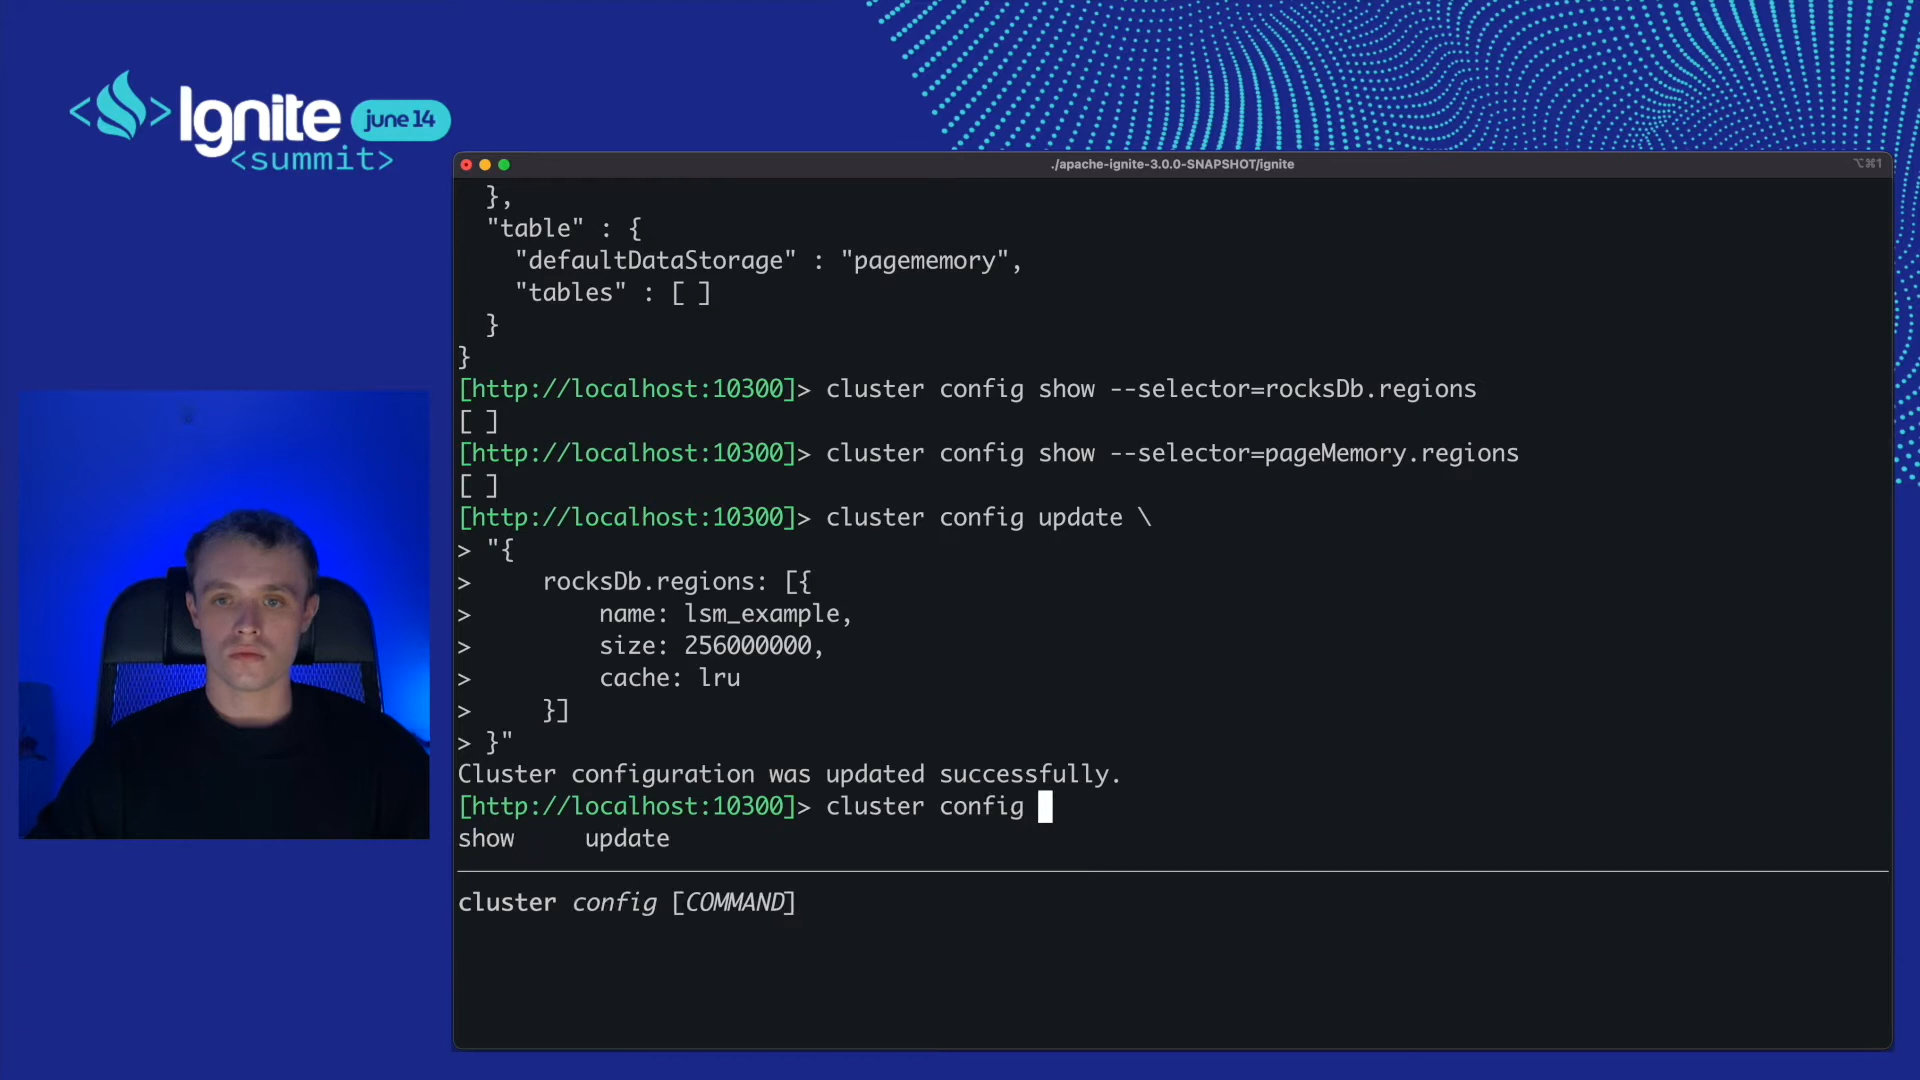 <Ignite june 14
<summit>
./apache-ignite-3.0.0-SNAPSHOT/ignite
⌥⌘1
},
"table" : {
"defaultDataStorage" : "pagememory",
"tables" : [ ]
}
}
[http://localhost:10300]> cluster config show --selector=rocksDb.regions
[ ]
[http://localhost:10300]> cluster config show --selector=pageMemory.regions
[ ]
[http://localhost:10300]> cluster config update \
> "{
> rocksDb.regions: [{
> name: lsm_example,
> size: 256000000,
> cache: lru
> }]
> }"
Cluster configuration was updated successfully.
[http://localhost:10300]> cluster config
show update
cluster config [COMMAND]